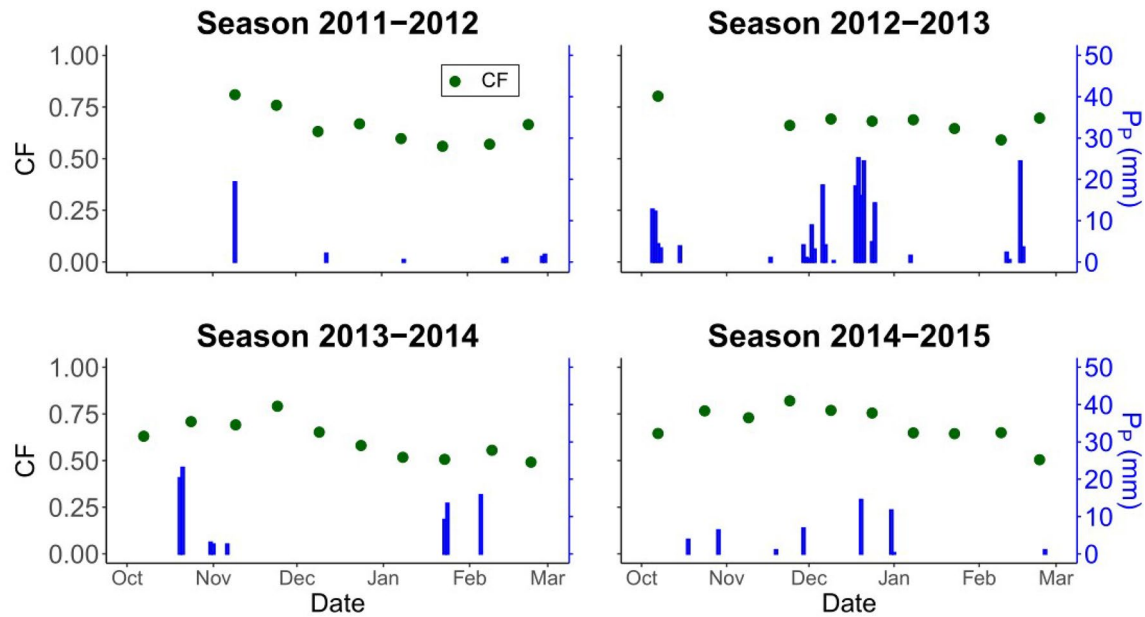 Season 2011−2012
Season 2012−2013
1.00
0.75
0.50
0.25
0.00
CF
CF
50
40
30
20
10
0
PP (mm)
Season 2013−2014
Season 2014−2015
1.00
0.75
0.50
0.25
0.00
CF
50
40
30
20
10
0
PP (mm)
Oct Nov Dec Jan Feb Mar
Oct Nov Dec Jan Feb Mar
Date
Date